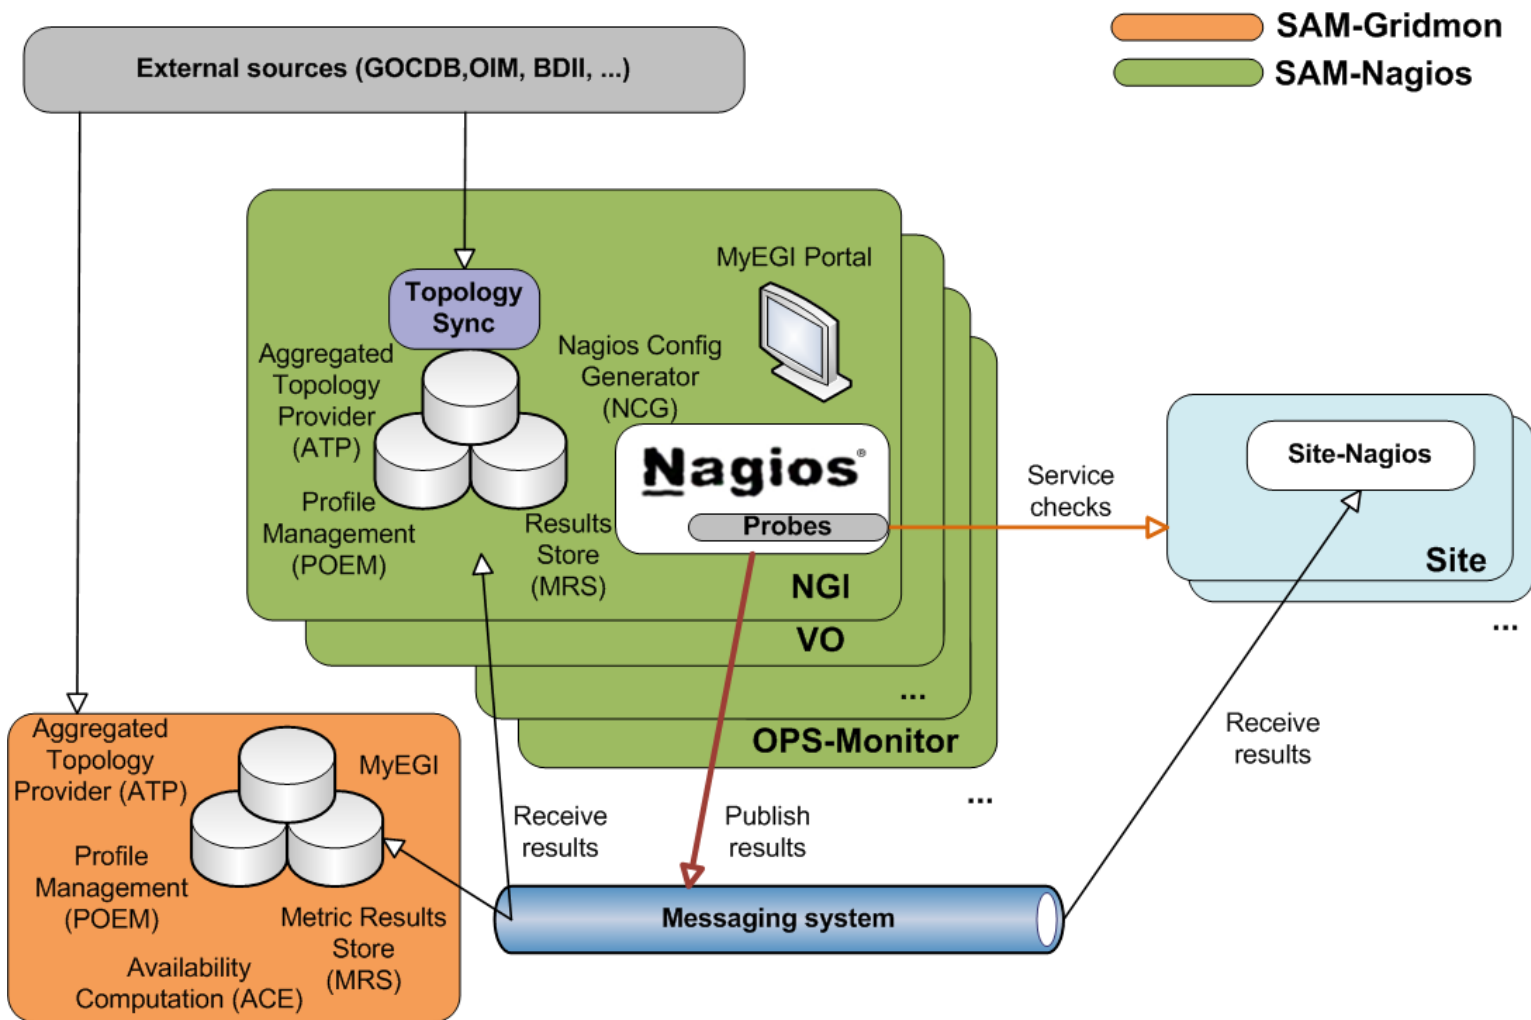 SAM-Gridmon
SAM-Nagios
External sources (GOCDB,OIM, BDII, ...)
MyEGI Portal
Topology
Sync
Aggregated
Topology
Provider
(ATP)
Nagios Config
Generator
(NCG)
Nagios®
Probes
Profile
Management
(POEM)
Results
Store
(MRS)
NGI
VO
...
OPS-Monitor
...
Service
checks
Site-Nagios
Site
...
Receive
results
Aggregated
Topology
Provider (ATP)
MyEGI
Profile
Management
(POEM)
Metric Results
Store
(MRS)
Availability
Computation (ACE)
Receive
results
Publish
results
Messaging system